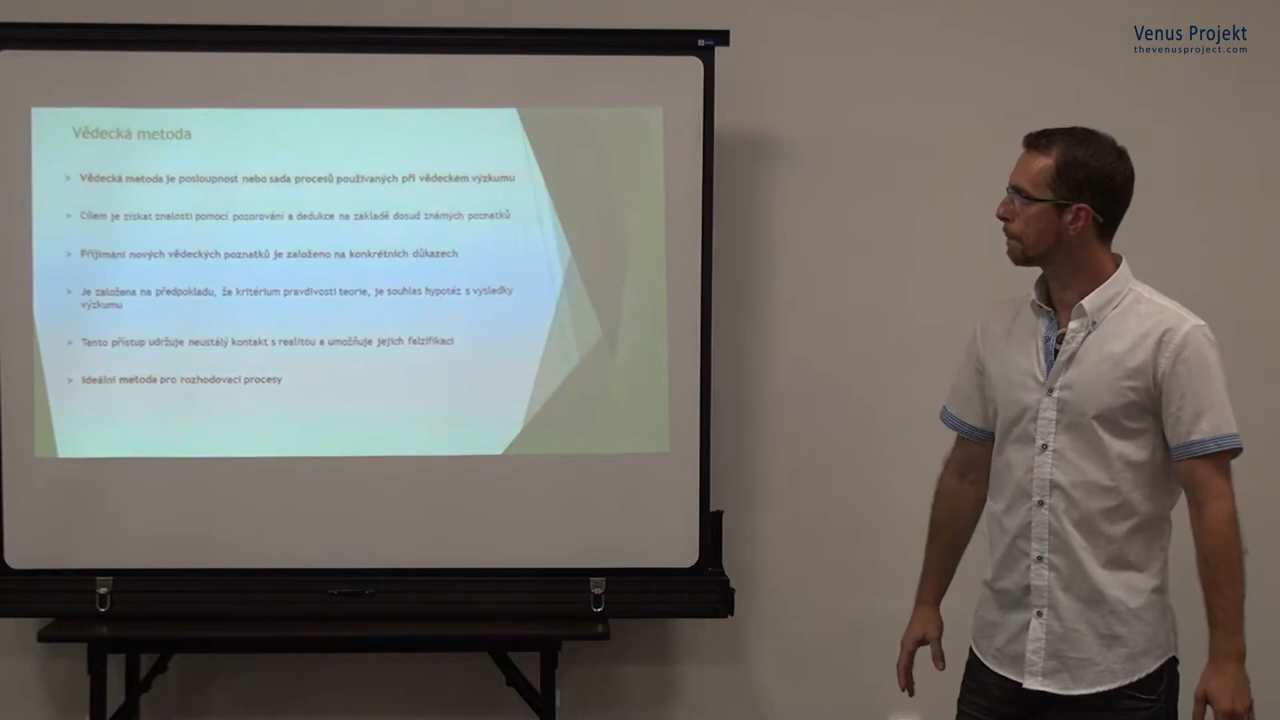 Venus Projekt
thevenusproject.com
Vědecká metoda
Vědecká metoda je posloupnost nebo sada procesů používaných při vědeckém výzkumu
Cílem je získat znalosti pomocí pozorování a dedukce na základě dosud známých poznatků
Přijímání nových vědeckých poznatků je založeno na konkrétních důkazech
Je založena na předpokladu, že kritérium pravdivosti teorie, je souhlas hypotéz s výsledky
výzkumu
Tento přístup udržuje neustálý kontakt s realitou a umožňuje jejich falzifikaci
Ideální metoda pro rozhodovací procesy